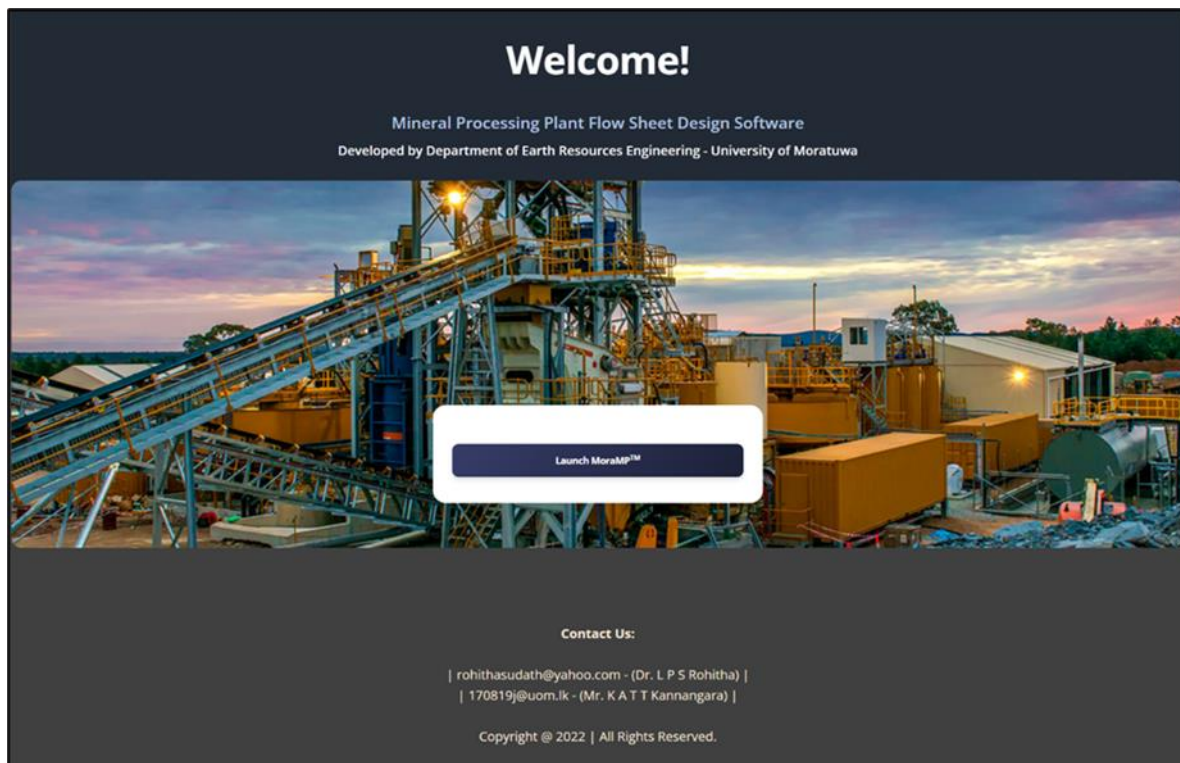 Welcome!
Mineral Processing Plant Flow Sheet Design Software
Developed by Department of Earth Resources Engineering - University of Moratuwa
Launch MoraMP™
Contact Us:
| rohithasudath@yahoo.com - (Dr. L P S Rohitha) |
| 170819j@uom.lk - (Mr. K A T T Kannangara) |
Copyright @ 2022 | All Rights Reserved.